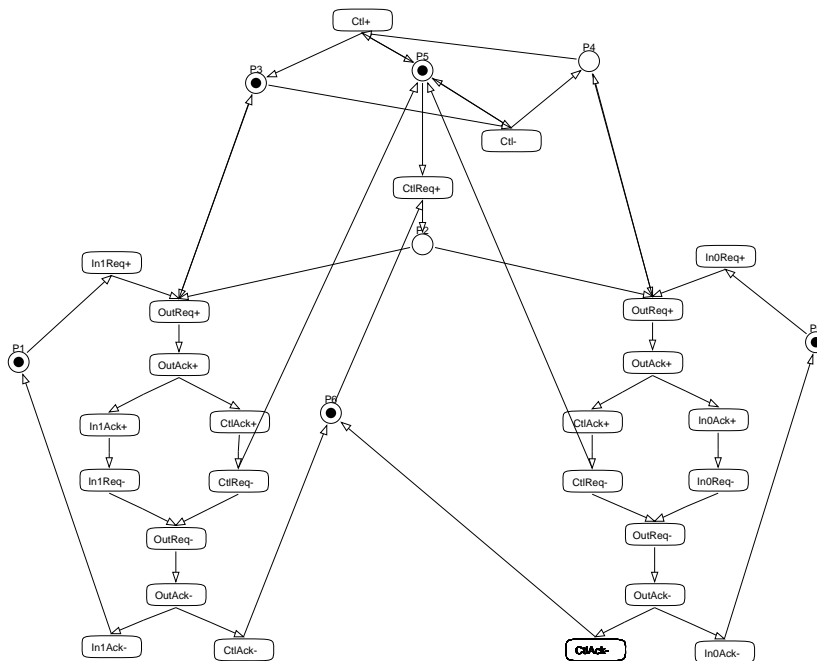 Ctl+
P4
P5
P3
Ctl-
CtlReq+
P2
In1Req+
In0Req+
OutReq+
OutReq+
P1
OutAck+
OutAck+
P6
In1Ack+
CtlAck+
CtlAck+
In0Ack+
In1Req-
CtlReq-
CtlReq-
In0Req-
OutReq-
OutReq-
OutAck-
OutAck-
In1Ack-
CtlAck-
CtlAck-
In0Ack-